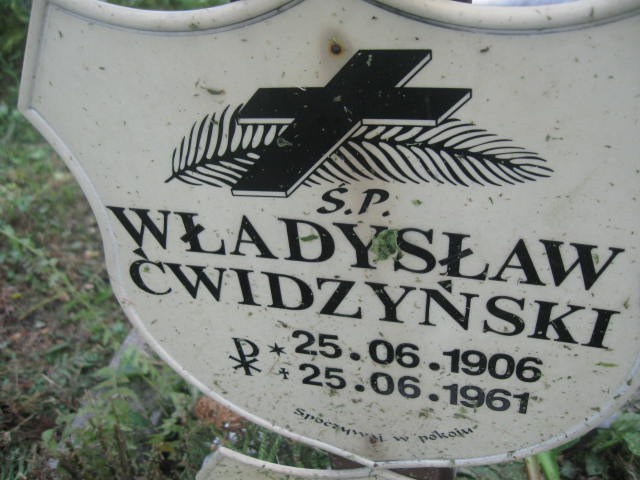 Ś.P.
WŁADYSŁAW
ĆWIDZYŃSKI
* 25.06.1906
+ 25.06.1961
Spoczywaj w pokoju